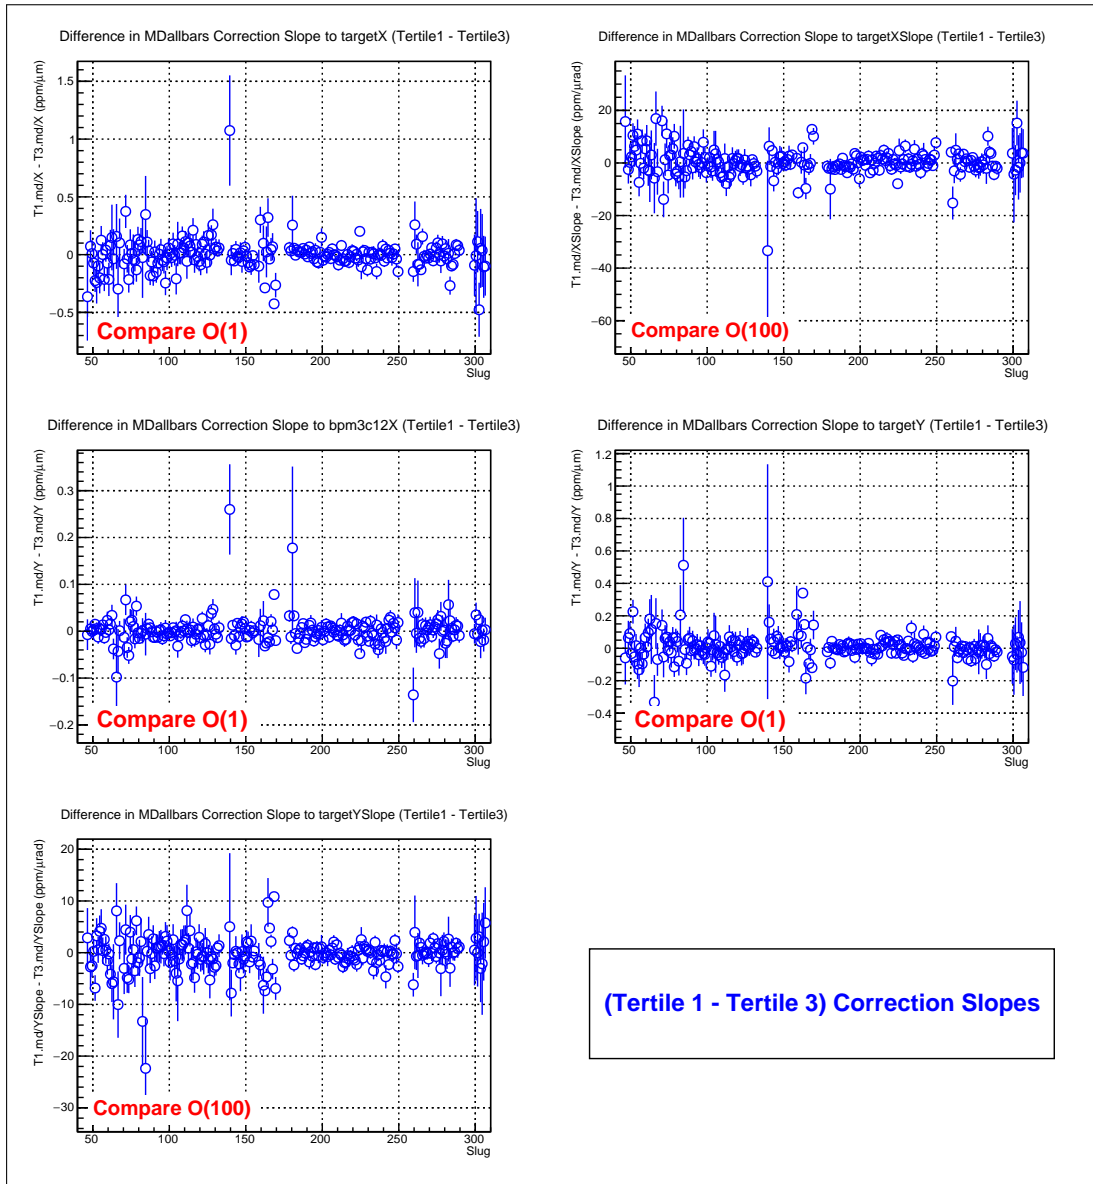 Difference in MDallbars Correction Slope to targetX (Tertile1 - Tertile3)
T1.md/X - T3.md/X (ppm/μm)
1.5
1
0.5
0
−0.5
Compare O(1)
50 100 150 200 250 300
Slug
Difference in MDallbars Correction Slope to targetXSlope (Tertile1 - Tertile3)
T1.md/XSlope - T3.md/XSlope (ppm/μrad)
20
0
−20
−40
−60
Compare O(100)
50 100 150 200 250 300
Slug
Difference in MDallbars Correction Slope to bpm3c12X (Tertile1 - Tertile3)
T1.md/Y - T3.md/Y (ppm/μm)
0.3
0.2
0.1
0
−0.1
−0.2
Compare O(1)
50 100 150 200 250 300
Slug
Difference in MDallbars Correction Slope to targetY (Tertile1 - Tertile3)
T1.md/Y - T3.md/Y (ppm/μm)
1.2
1
0.8
0.6
0.4
0.2
0
−0.2
−0.4
Compare O(1)
50 100 150 200 250 300
Slug
Difference in MDallbars Correction Slope to targetYSlope (Tertile1 - Tertile3)
T1.md/YSlope - T3.md/YSlope (ppm/μrad)
20
10
0
−10
−20
−30
Compare O(100)
50 100 150 200 250 300
Slug
(Tertile 1 - Tertile 3) Correction Slopes